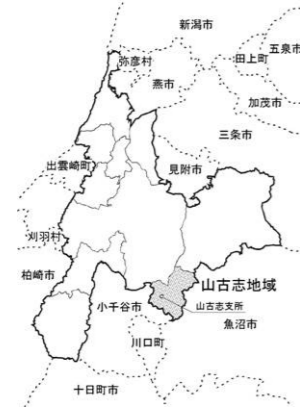 新潟市
五泉市
田上町
弥彦村
燕市
加茂市
三条市
出雲崎町
見附市
刈羽村
柏崎市
山古志地域
小千谷市
山古志支所
魚沼市
川口町
十日町市